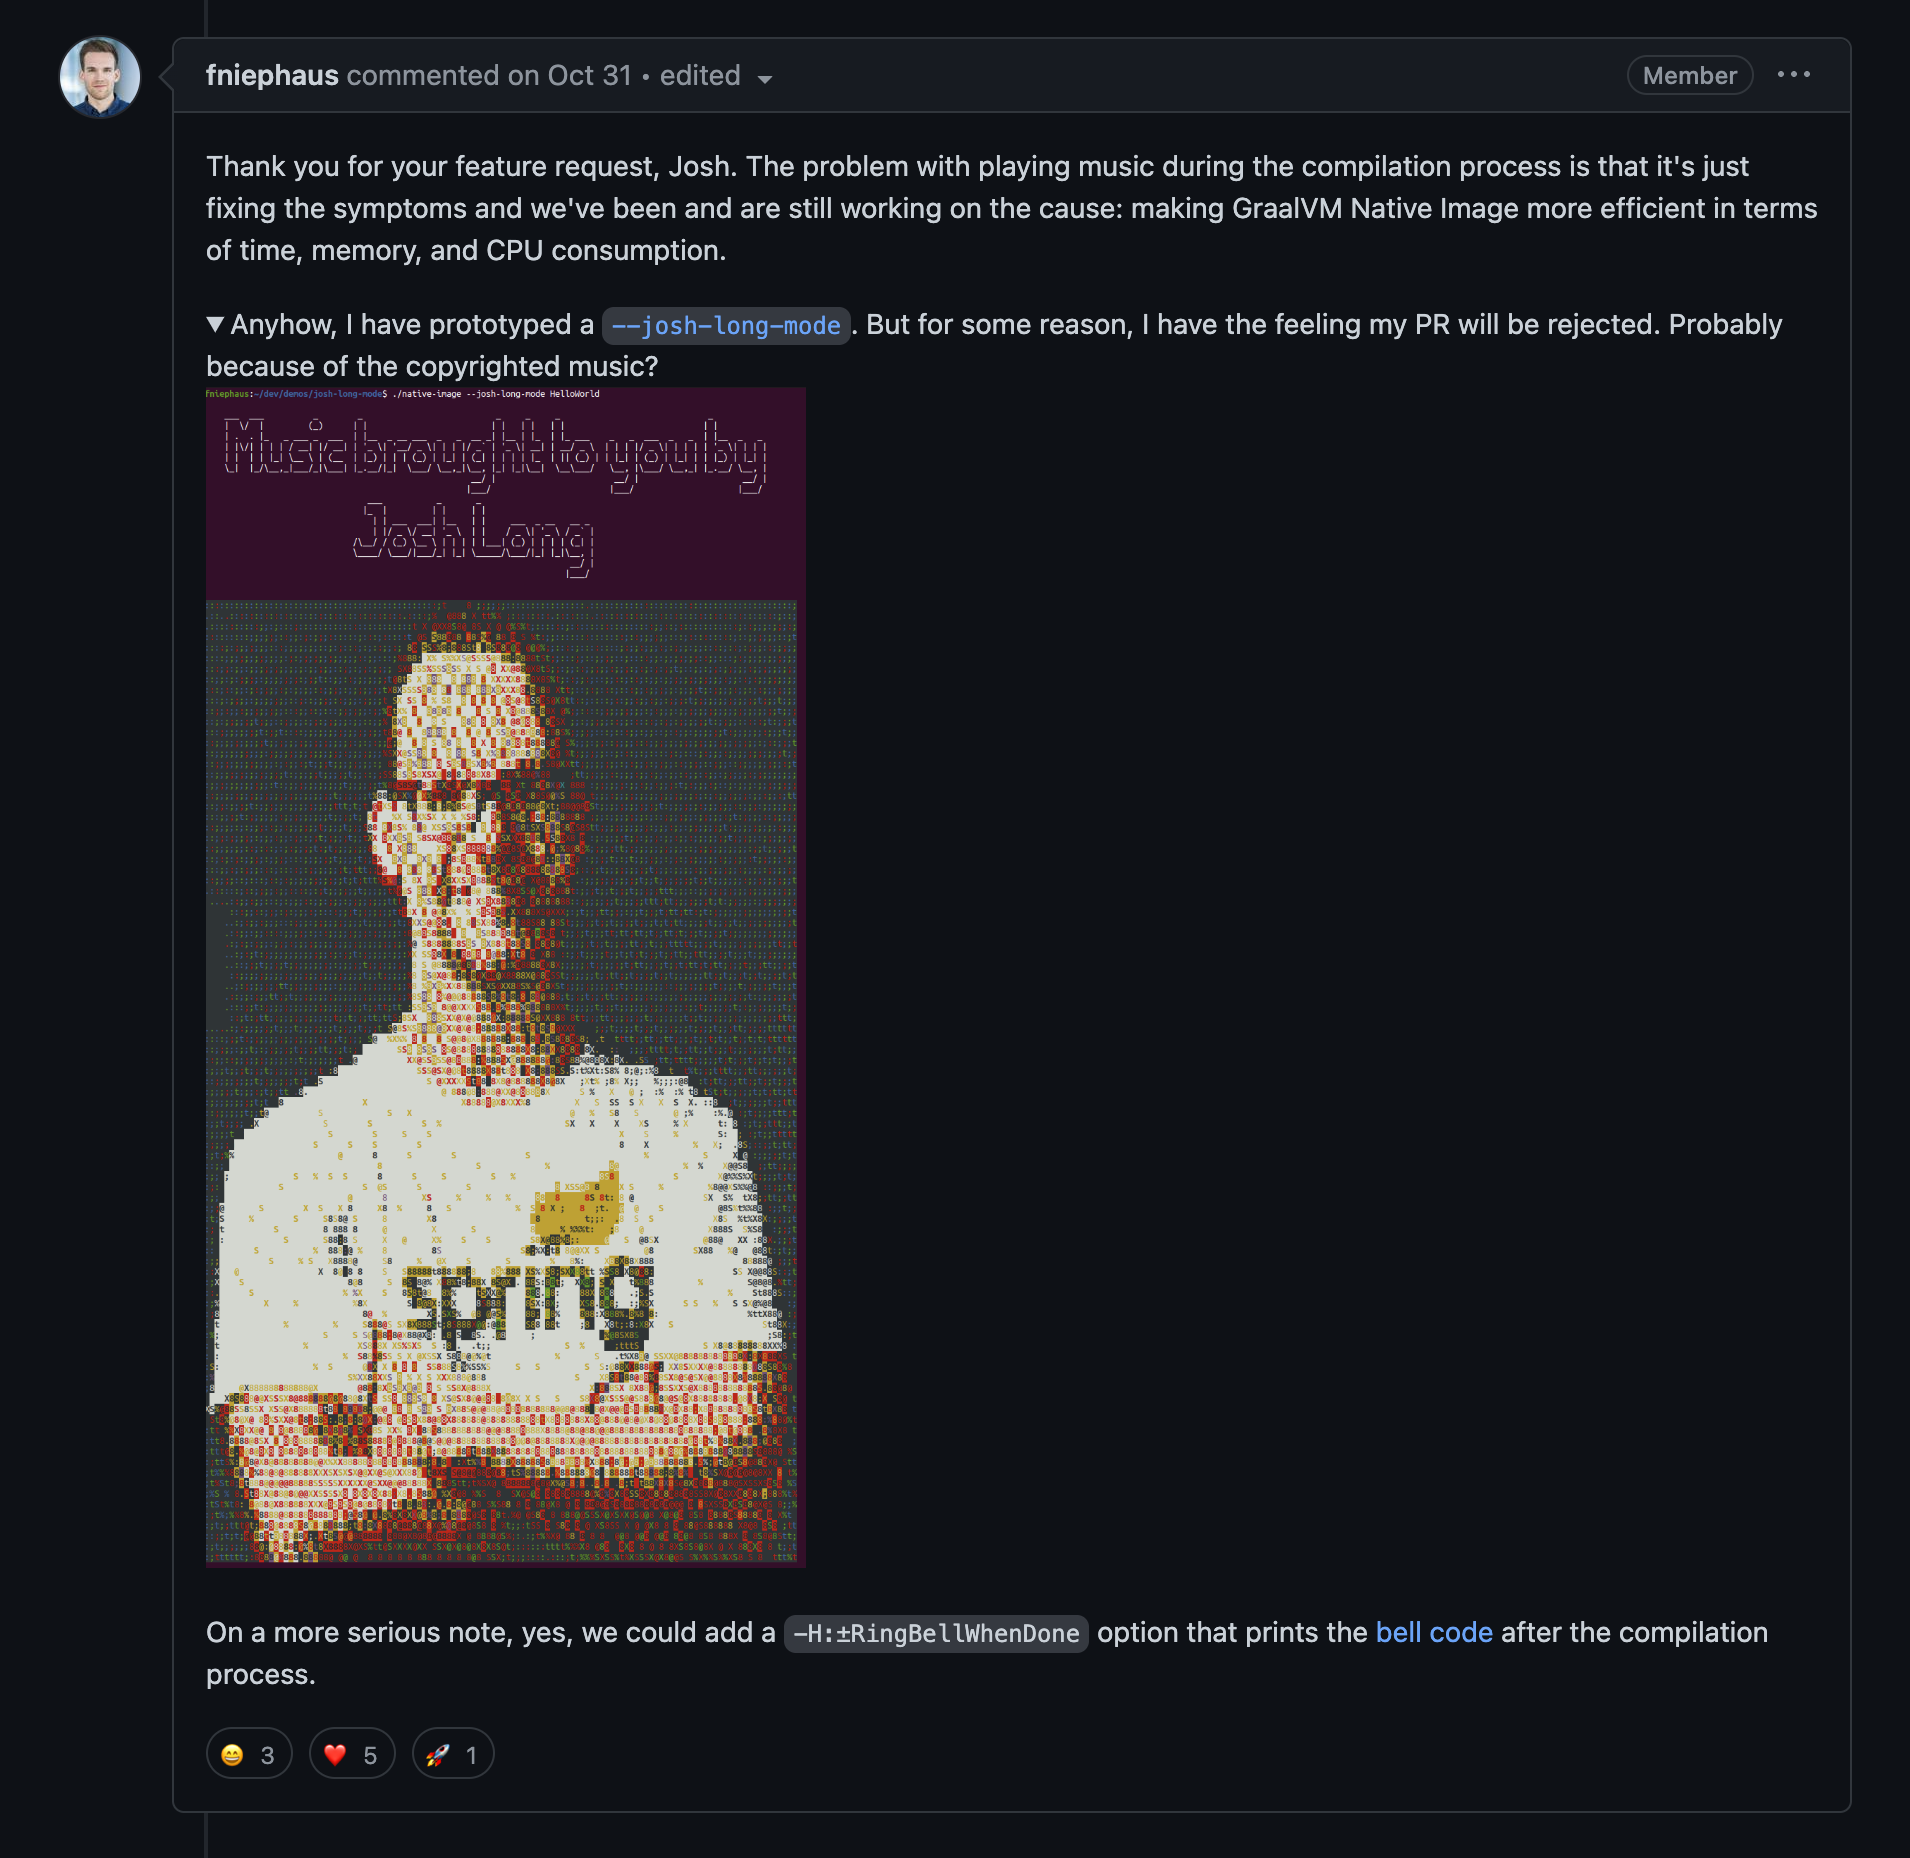 fniephaus commented on Oct 31 • edited
Member
Thank you for your feature request, Josh. The problem with playing music during the compilation process is that it's just
fixing the symptoms and we've been and are still working on the cause: making GraalVM Native Image more efficient in terms
of time, memory, and CPU consumption.
▼ Anyhow, I have prototyped a --josh-long-mode. But for some reason, I have the feeling my PR will be rejected. Probably
because of the copyrighted music?
fniephaus:~/dev/demos/josh-long-mode$ ./native-image --josh-long-mode HelloWorld
Music brought to you by
Josh Long
On a more serious note, yes, we could add a -H:±RingBellWhenDone option that prints the bell code after the compilation
process.
😄 3 ❤️ 5 🚀 1